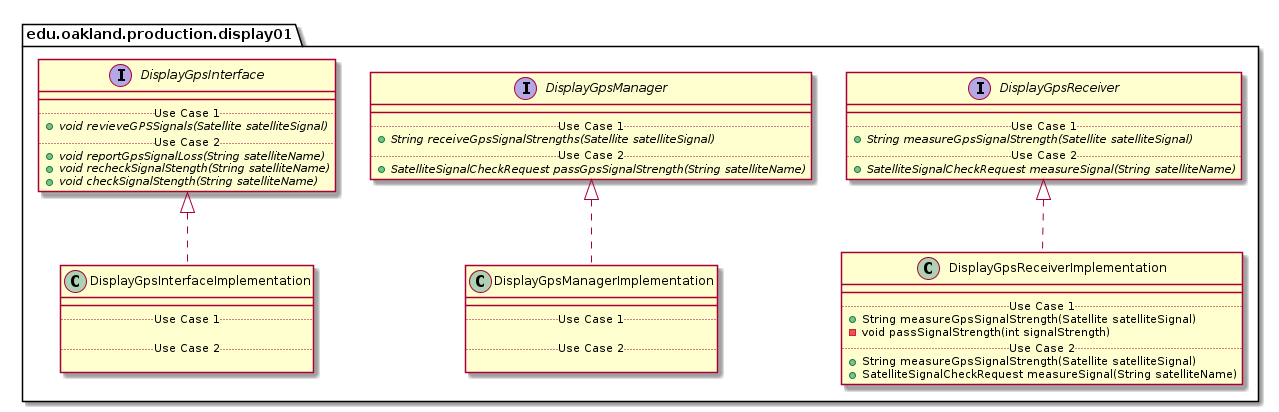 edu.oakland.production.display01
I DisplayGpsInterface
Use Case 1
void revieveGPSSignals(Satellite satelliteSignal)
Use Case 2
void reportGpsSignalLoss(String satelliteName)
void recheckSignalStength(String satelliteName)
void checkSignalStength(String satelliteName)
I DisplayGpsManager
Use Case 1
String receiveGpsSignalStrengths(Satellite satelliteSignal)
Use Case 2
SatelliteSignalCheckRequest passGpsSignalStrength(String satelliteName)
I DisplayGpsReceiver
Use Case 1
String measureGpsSignalStrength(Satellite satelliteSignal)
Use Case 2
SatelliteSignalCheckRequest measureSignal(String satelliteName)
C DisplayGpsInterfaceImplementation
Use Case 1
Use Case 2
C DisplayGpsManagerImplementation
Use Case 1
Use Case 2
C DisplayGpsReceiverImplementation
Use Case 1
String measureGpsSignalStrength(Satellite satelliteSignal)
void passSignalStrength(int signalStrength)
Use Case 2
String measureGpsSignalStrength(Satellite satelliteSignal)
SatelliteSignalCheckRequest measureSignal(String satelliteName)